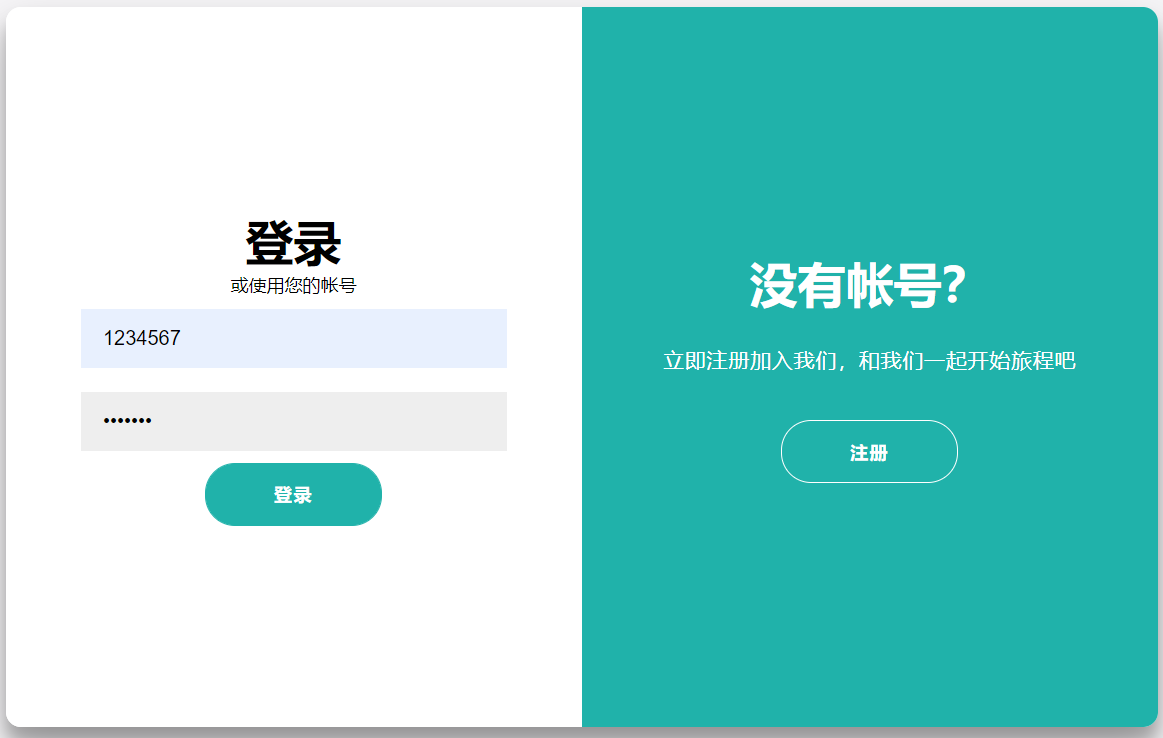 登录
或使用您的帐号
1234567
•••••••
登录
没有帐号?
立即注册加入我们，和我们一起开始旅程吧
注册